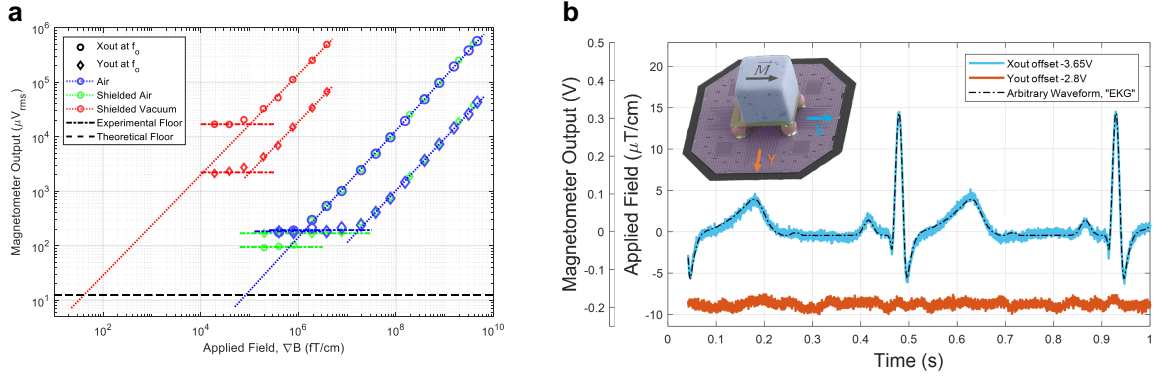 a
Magnetometer Output (μVrms)
10^6
10^5
10^4
10^3
10^2
10^1
Xout at fo
Yout at fo
Air
Shielded Air
Shielded Vacuum
Experimental Floor
Theoretical Floor
10^2
10^4
10^6
10^8
10^10
Applied Field, ∇B (fT/cm)
b
Magnetometer Output (V)
0.5
0.4
0.3
0.2
0.1
0
-0.1
-0.2
Applied Field (μT/cm)
20
15
10
5
0
-5
-10
M
X
Y
Xout offset -3.65V
Yout offset -2.8V
Arbitrary Waveform, "EKG"
0
0.1
0.2
0.3
0.4
0.5
0.6
0.7
0.8
0.9
1
Time (s)